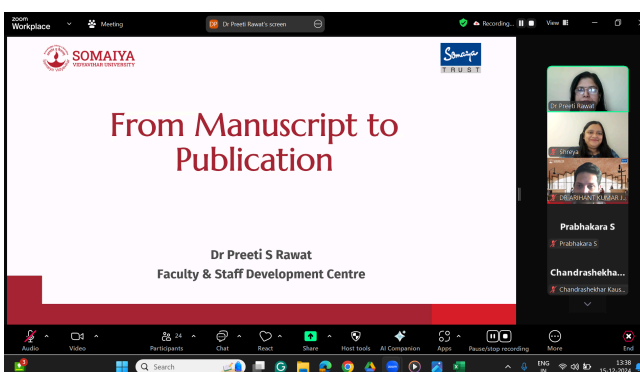 zoom
Workplace
Meeting
DP Dr Preeti Rawat's screen
Recording...
View
SOMAIYA
VIDYAVIHAR UNIVERSITY
Somaiya
TRUST
From Manuscript to
Publication
Dr Preeti S Rawat
Faculty & Staff Development Centre
Dr Preeti Rawat
Shreya
DR ARIHANT KUMAR J...
Prabhakara S
Prabhakara S
Chandrashekha...
Chandrashekhar Kaus...
24
Audio
Video
Participants
Chat
React
Share
Host tools
AI Companion
Apps
Pause/stop recording
More
End
3
Search
ENG
IN
13:38
15-12-2024